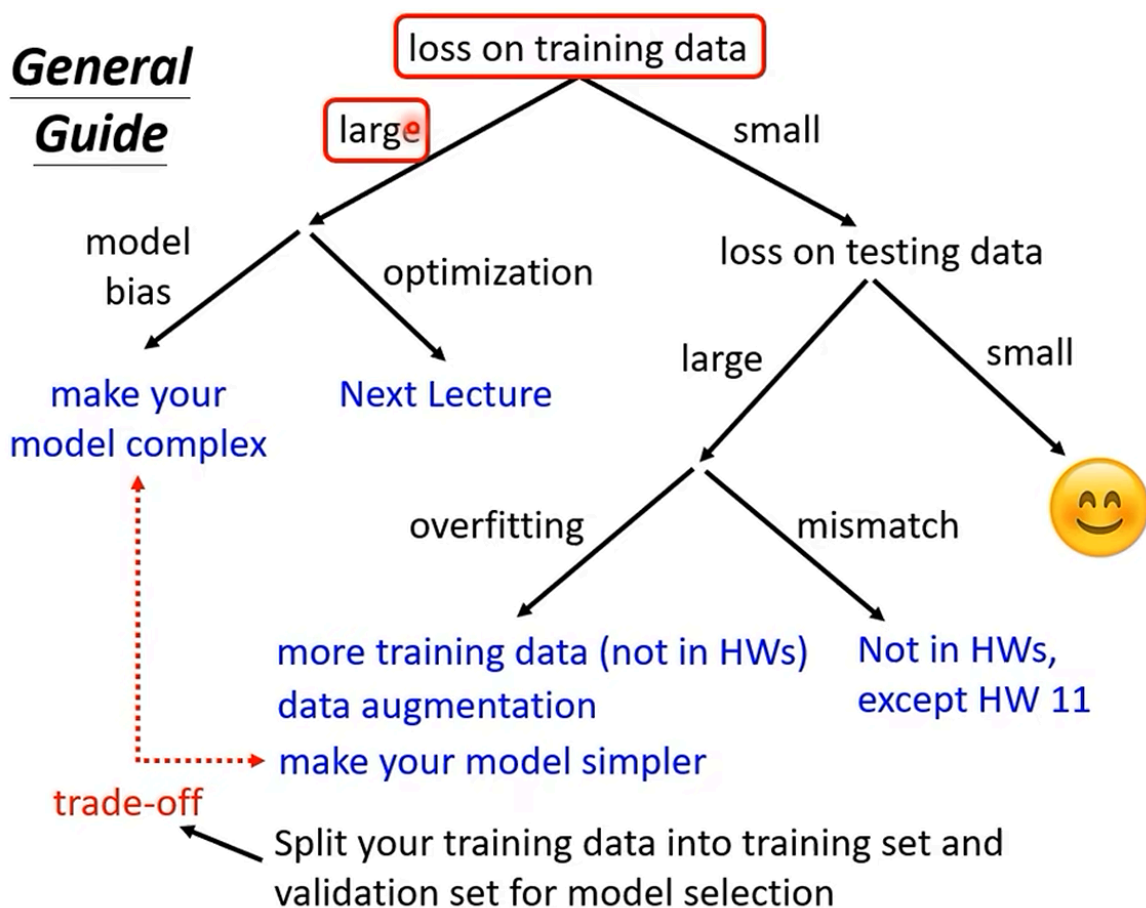 General
Guide
loss on training data
large
small
model
bias
optimization
loss on testing data
make your
model complex
Next Lecture
large
small
overfitting
mismatch
more training data (not in HWs)
data augmentation
make your model simpler
Not in HWs,
except HW 11
trade-off
Split your training data into training set and
validation set for model selection